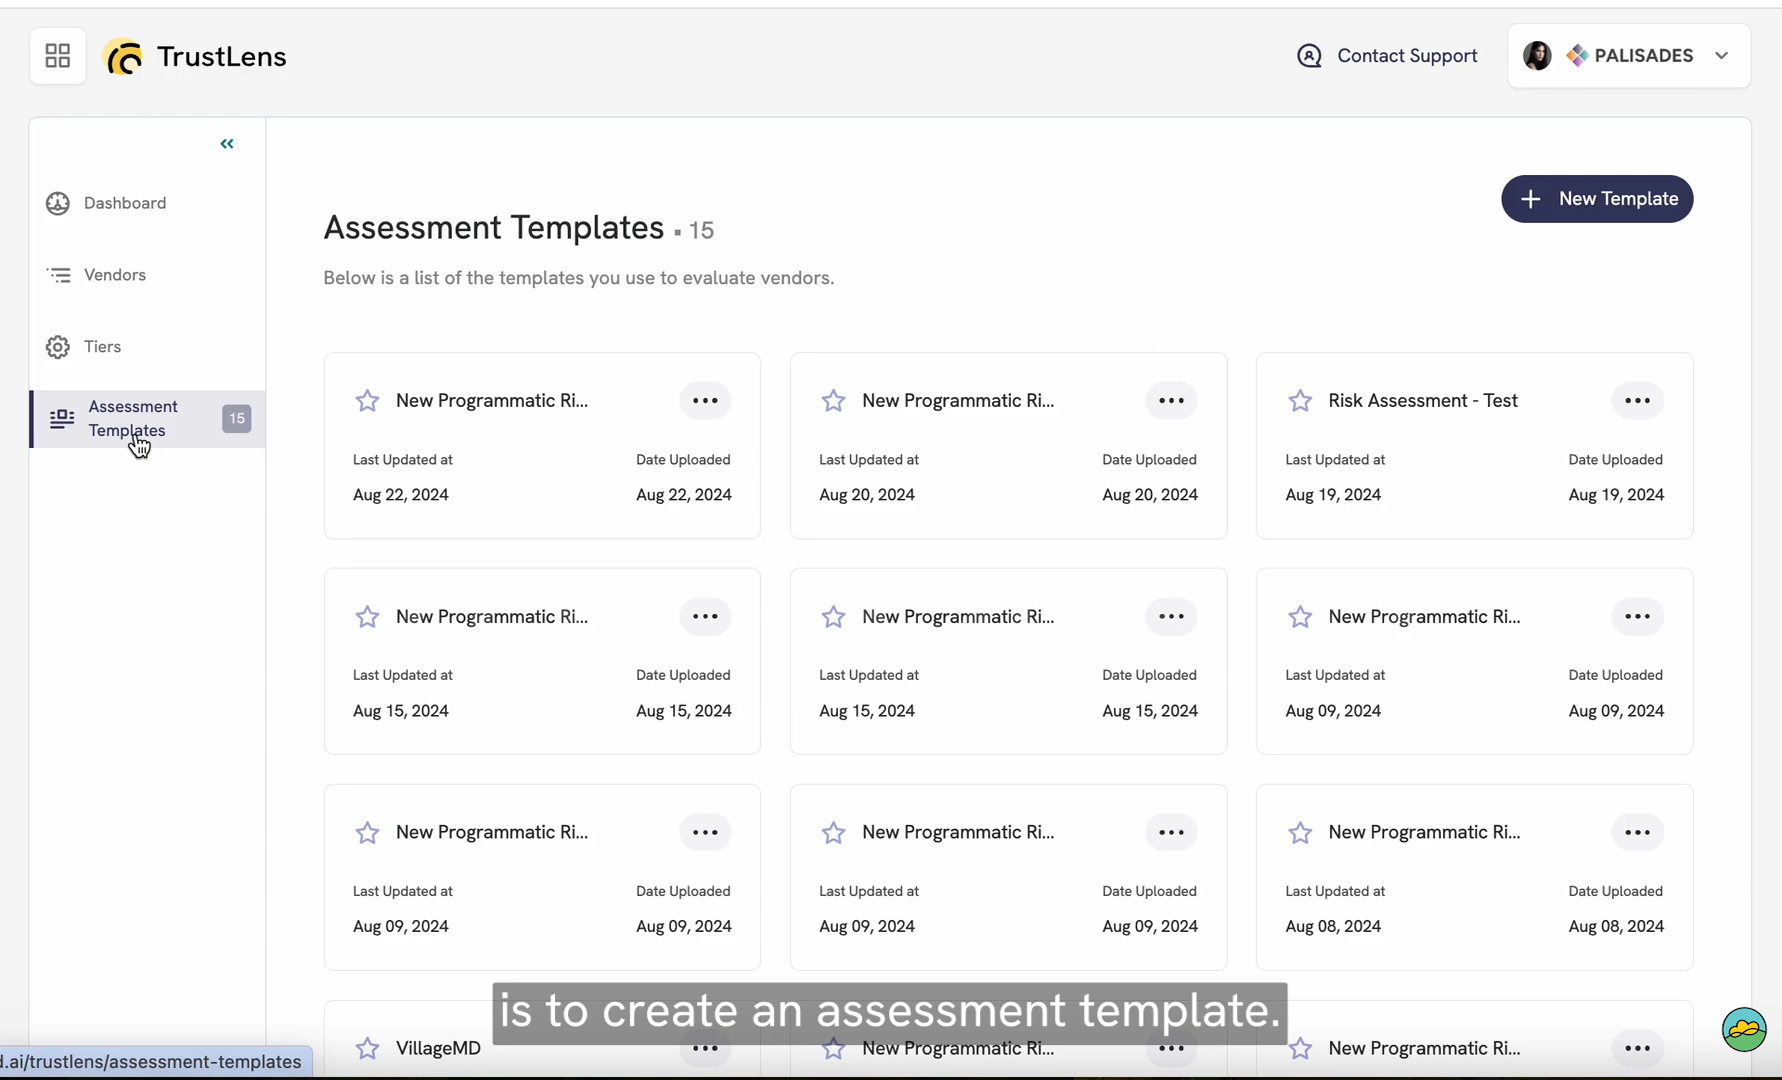 TrustLens
Contact Support
PALISADES
Dashboard
Vendors
Tiers
Assessment
Templates
15
Assessment Templates • 15
Below is a list of the templates you use to evaluate vendors.
+ New Template
New Programmatic Ri...
Last Updated at Date Uploaded
Aug 22, 2024 Aug 22, 2024
New Programmatic Ri...
Last Updated at Date Uploaded
Aug 20, 2024 Aug 20, 2024
Risk Assessment - Test
Last Updated at Date Uploaded
Aug 19, 2024 Aug 19, 2024
New Programmatic Ri...
Last Updated at Date Uploaded
Aug 15, 2024 Aug 15, 2024
New Programmatic Ri...
Last Updated at Date Uploaded
Aug 15, 2024 Aug 15, 2024
New Programmatic Ri...
Last Updated at Date Uploaded
Aug 09, 2024 Aug 09, 2024
New Programmatic Ri...
Last Updated at Date Uploaded
Aug 09, 2024 Aug 09, 2024
New Programmatic Ri...
Last Updated at Date Uploaded
Aug 09, 2024 Aug 09, 2024
New Programmatic Ri...
Last Updated at Date Uploaded
Aug 08, 2024 Aug 08, 2024
is to create an assessment template.
VillageMD
New Programmatic Ri...
New Programmatic Ri...
d.ai/trustlens/assessment-templates